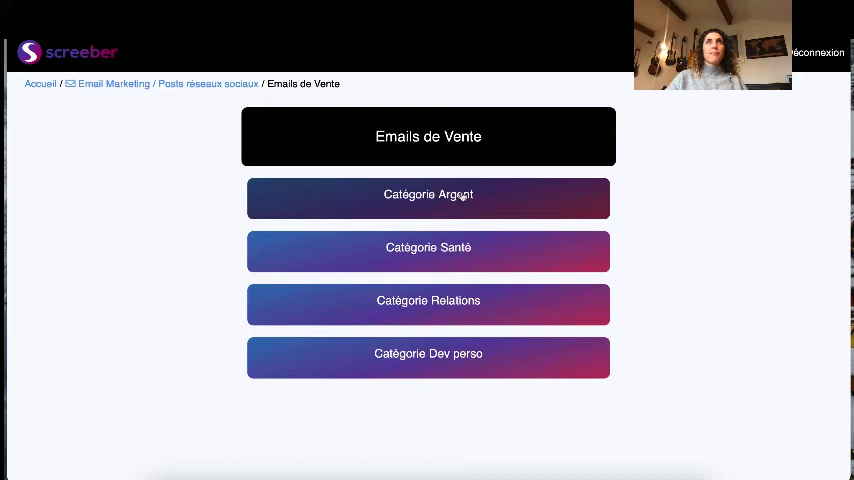 screeber
éconnexion
Accueil / Email Marketing / Posts réseaux sociaux / Emails de Vente
Emails de Vente
Catégorie Argent
Catégorie Santé
Catégorie Relations
Catégorie Dev perso